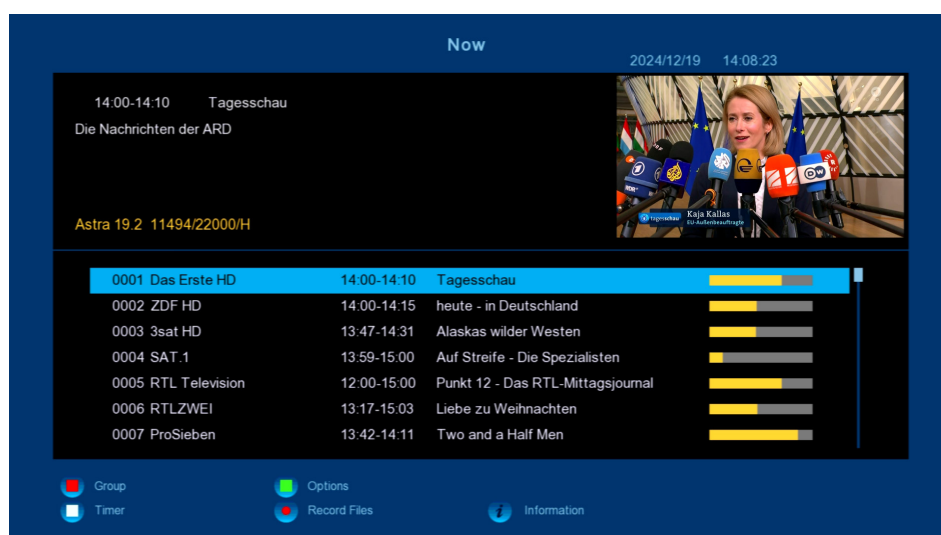 Now
2024/12/19 14:08:23
14:00-14:10 Tagesschau
Die Nachrichten der ARD
Astra 19.2 11494/22000/H
WDR
DW
tagesschau
Kaja Kallas
EU-Außenbeauftragte
0001 Das Erste HD 14:00-14:10 Tagesschau
0002 ZDF HD 14:00-14:15 heute - in Deutschland
0003 3sat HD 13:47-14:31 Alaskas wilder Westen
0004 SAT.1 13:59-15:00 Auf Streife - Die Spezialisten
0005 RTL Television 12:00-15:00 Punkt 12 - Das RTL-Mittagsjournal
0006 RTLZWEI 13:17-15:03 Liebe zu Weihnachten
0007 ProSieben 13:42-14:11 Two and a Half Men
Group Options
Timer Record Files Information